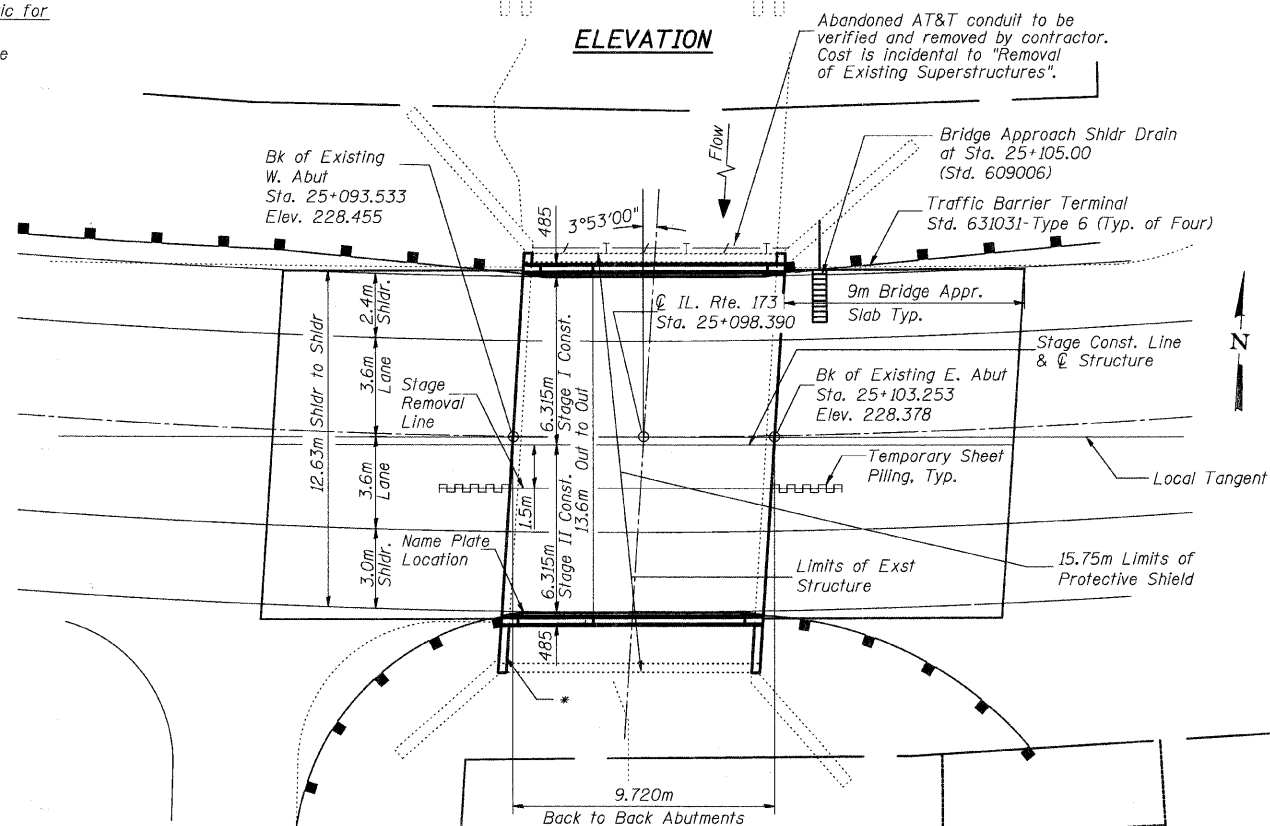 ic for
e
ELEVATION
Abandoned AT&T conduit to be
verified and removed by contractor.
Cost is incidental to "Removal
of Existing Superstructures".
Flow
Bridge Approach Shldr Drain
at Sta. 25+105.00
(Std. 609006)
Bk of Existing
W. Abut
Sta. 25+093.533
Elev. 228.455
Traffic Barrier Terminal
Std. 631031-Type 6 (Typ. of Four)
485
3°53'00"
T T T
℄ IL. Rte. 173
Sta. 25+098.390
9m Bridge Appr.
Slab Typ.
N
Stage Const. Line
& ℄ Structure
12.63m Shldr to Shldr
2.4m
Shldr.
3.6m
Lane
3.6m
Lane
3.0m
Shldr.
Stage
Removal
Line
6.315m
Stage I Const.
6.315m
Stage II Const.
13.6m Out to Out
1.5m
Bk of Existing E. Abut
Sta. 25+103.253
Elev. 228.378
Temporary Sheet
Piling, Typ.
Local Tangent
Name Plate
Location
Limits of Exst
Structure
15.75m Limits of
Protective Shield
485
*
9.720m
Back to Back Abutments